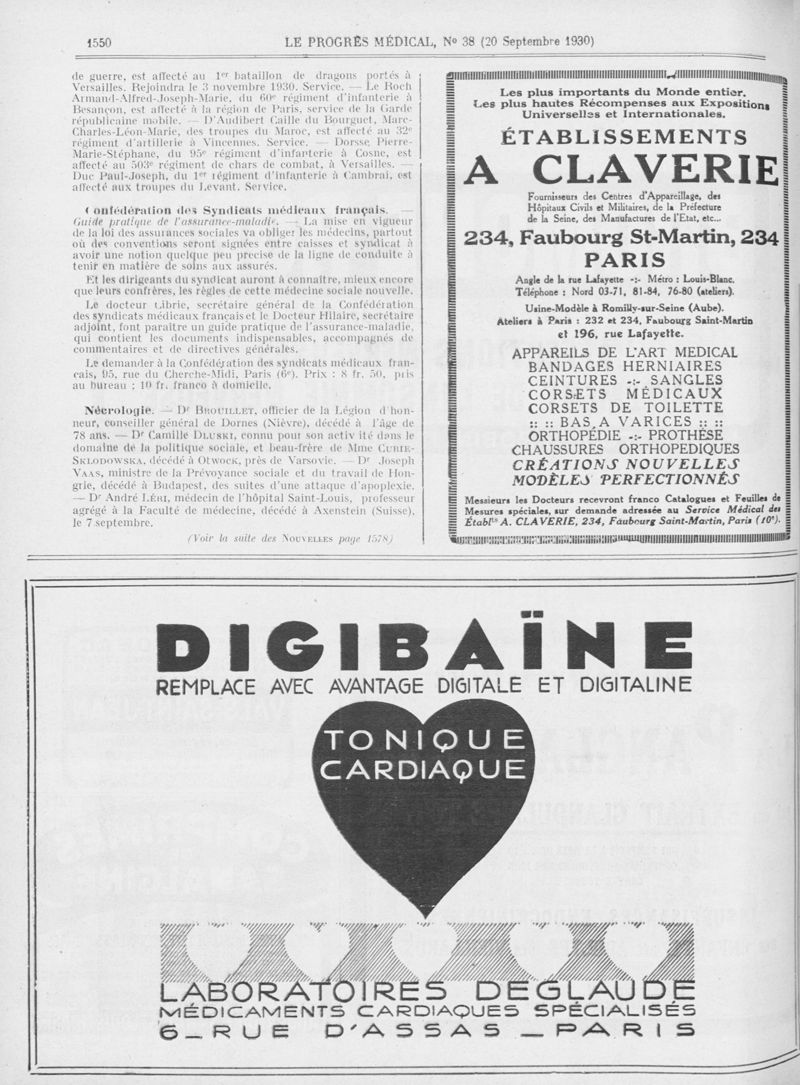 1550
LE PROGRÈS MÉDICAL, No 38 (20 Septembre 1930)
de guerre, est affecté au 1er bataillon de dragons portés à
Versailles. Rejoindra le 3 novembre 1930. Service. — Le Roch
Armand-Alfred-Joseph-Marie, du 60e régiment d'infanterie à
Besançon, est affecté à la région de Paris, service de la Garde
républicaine mobile. — D'Audibert Caille du Bourguet, Marc-
Charles-Léon-Marie, des troupes du Maroc, est affecté au 32e
régiment d'artillerie à Vincennes. Service. — Dorsse Pierre-
Marie-Stéphane, du 95e régiment d'infanterie à Cosne, est
affecté au 503e régiment de chars de combat, à Versailles. —
Duc Paul-Joseph, du 1er régiment d'infanterie à Cambrai, est
affecté aux troupes du Levant. Service.
Confédération des Syndicats médicaux français. —
Guide pratique de l'assurance-maladie. — La mise en vigueur
de la loi des assurances sociales va obliger les médecins, partout
où des conventions seront signées entre caisses et syndicat à
avoir une notion quelque peu precise de la ligne de conduite à
tenir en matière de soins aux assurés.
Et les dirigeants du syndicat auront à connaître, mieux encore
que leurs confrères, les règles de cette médecine sociale nouvelle.
Le docteur Cibrie, secrétaire général de la Confédération
des syndicats médicaux français et le Docteur Hilaire, secrétaire
adjoint, font paraître un guide pratique de l'assurance-maladie,
qui contient les documents indispensables, accompagnés de
commentaires et de directives générales.
Le demander à la Confédération des syndicats médicaux fran-
çais, 95, rue du Cherche-Midi, Paris (6e). Prix : 8 fr. 50, pris
au bureau ; 10 fr. franco à domicile.
Nécrologie. — Dr BROUILLET, officier de la Légion d'hon-
neur, conseiller général de Dornes (Nièvre), décédé à l'âge de
78 ans. — Dr Camille DLUSKI, connu pour son activ ité dans le
domaine de la politique sociale, et beau-frère de Mme CURIE-
SKLODOWSKA, décédé à Otwock, près de Varsovie. — Dr Joseph
VAAS, ministre de la Prévoyance sociale et du travail de Hon-
grie, décédé à Budapest, des suites d'une attaque d'apoplexie.
— Dr André LÉRI, médecin de l'hôpital Saint-Louis, professeur
agrégé à la Faculté de médecine, décédé à Axenstein (Suisse),
le 7 septembre.
(Voir la suite des NOUVELLES page 1578)
Les plus importants du Monde entier.
Les plus hautes Récompenses aux Expositions
Universelles et Internationales.
ÉTABLISSEMENTS
A CLAVERIE
Fournisseurs des Centres d'Appareillage, des
Hôpitaux Civils et Militaires, de la Préfecture
de la Seine, des Manufactures de l'Etat, etc...
234, Faubourg St-Martin, 234
PARIS
Angle de la rue Lafayette -:- Métro : Louis-Blanc.
Téléphone : Nord 03-71, 81-84, 76-80 (ateliers).
Usine-Modèle à Romilly-sur-Seine (Aube).
Ateliers à Paris : 232 et 234, Faubourg Saint-Martin
et 196, rue Lafayette.
APPAREILS DE L'ART MEDICAL
BANDAGES HERNIAIRES
CEINTURES -:- SANGLES
CORSETS MÉDICAUX
CORSETS DE TOILETTE
:: :: BAS A VARICES :: ::
ORTHOPÉDIE -:- PROTHÈSE
CHAUSSURES ORTHOPEDIQUES
CRÉATIONS NOUVELLES
MODÈLES PERFECTIONNÉS
Messieurs les Docteurs recevront franco Catalogues et Feuilles de
Mesures spéciales, sur demande adressée au Service Médical des
Établts A. CLAVERIE, 234, Faubourg Saint-Martin, Paris (10e).
DIGIBAÏNE
REMPLACE AVEC AVANTAGE DIGITALE ET DIGITALINE
TONIQUE
CARDIAQUE
LABORATOIRES DEGLAUDE
MÉDICAMENTS CARDIAQUES SPÉCIALISÉS
6_RUE D'ASSAS _ PARIS